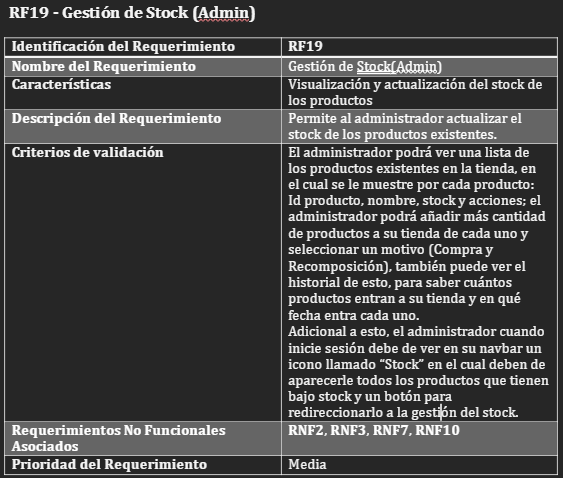 RF19 - Gestión de Stock (Admin)
Identificación del Requerimiento RF19
Nombre del Requerimiento Gestión de Stock(Admin)
Características Visualización y actualización del stock de
los productos
Descripción del Requerimiento Permite al administrador actualizar el
stock de los productos existentes.
Criterios de validación El administrador podrá ver una lista de
los productos existentes en la tienda, en
el cual se le muestre por cada producto:
Id producto, nombre, stock y acciones; el
administrador podrá añadir más cantidad
de productos a su tienda de cada uno y
seleccionar un motivo (Compra y
Recomposición), también puede ver el
historial de esto, para saber cuántos
productos entran a su tienda y en qué
fecha entra cada uno.
Adicional a esto, el administrador cuando
inicie sesión debe de ver en su navbar un
icono llamado “Stock” en el cual deben de
aparecerle todos los productos que tienen
bajo stock y un botón para
redireccionarlo a la gestión del stock.
Requerimientos No Funcionales RNF2, RNF3, RNF7, RNF10
Asociados
Prioridad del Requerimiento Media